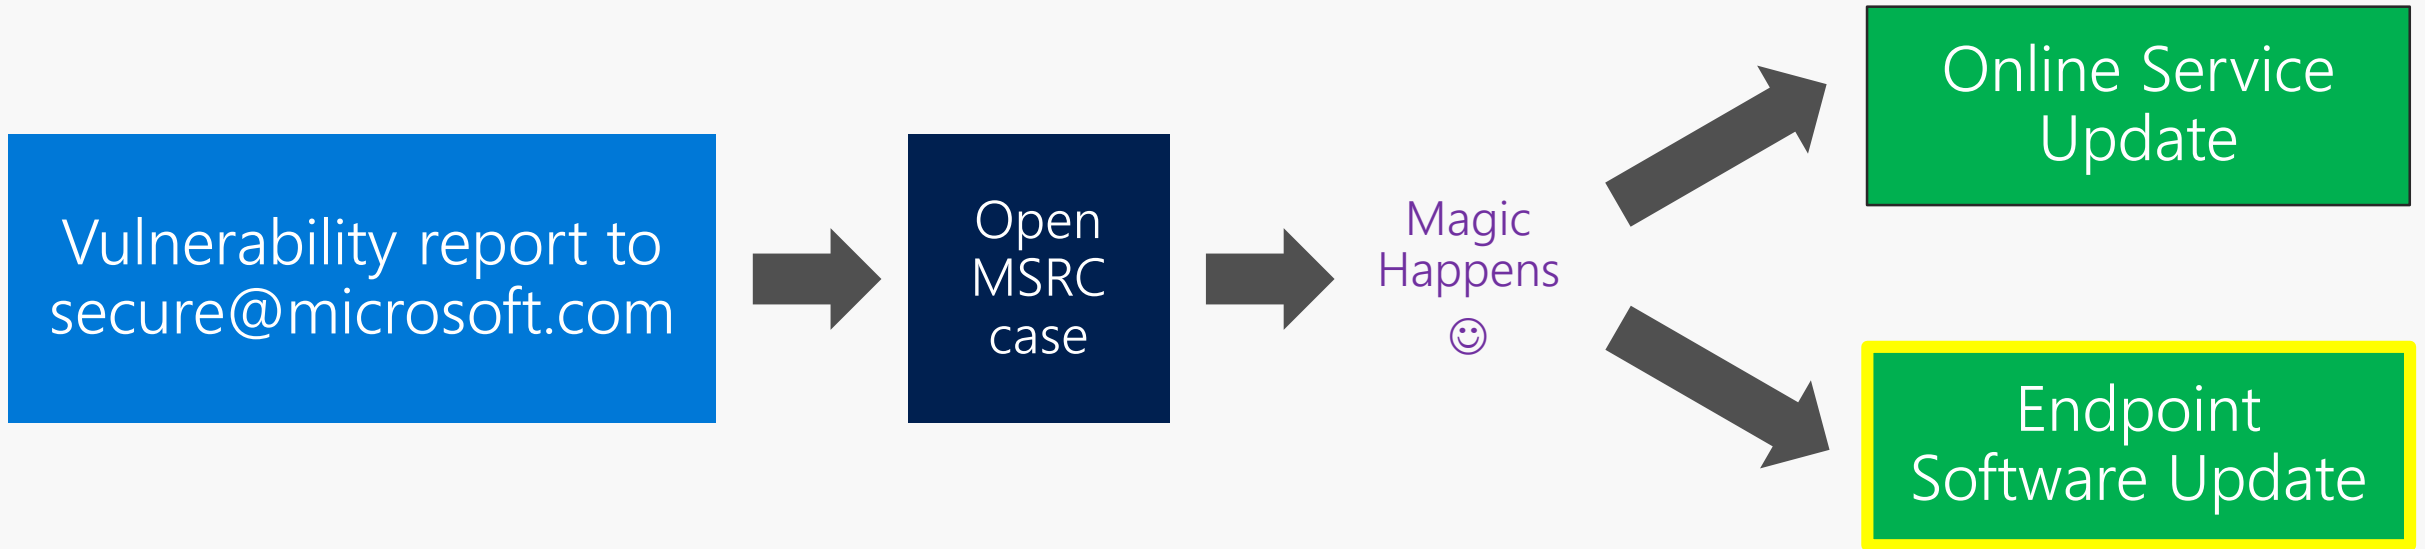 Vulnerability report to
secure@microsoft.com
Open
MSRC
case
Magic
Happens
☺
Online Service
Update
Endpoint
Software Update